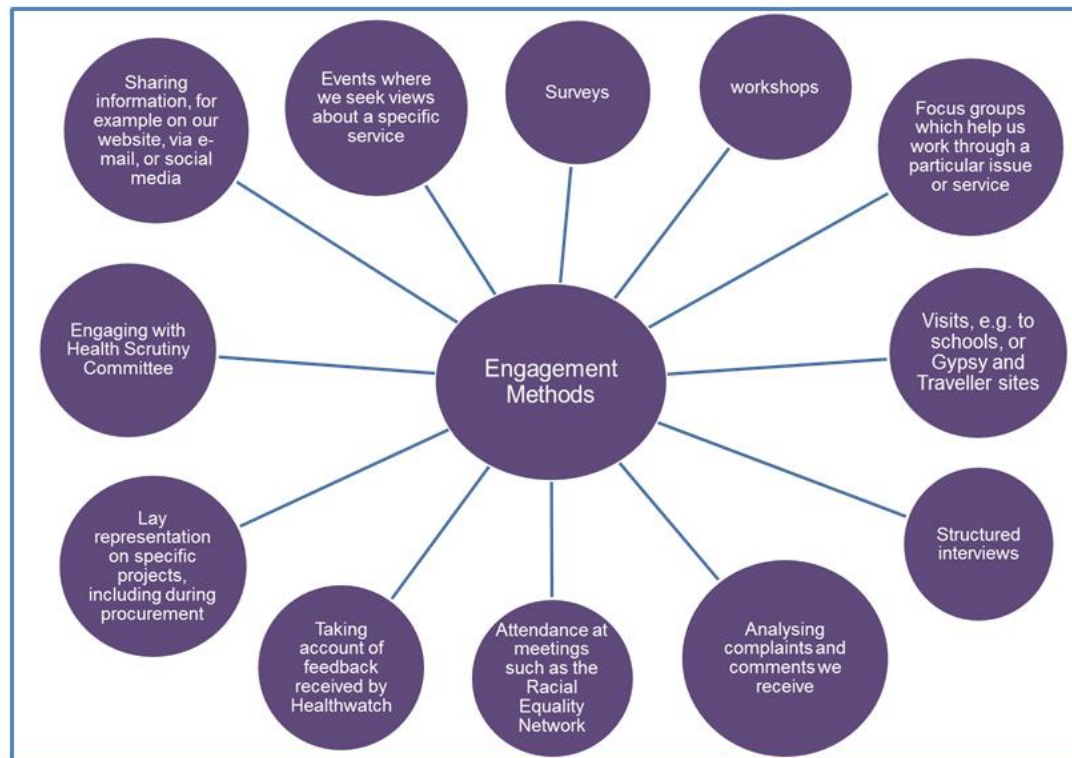 Sharing
information, for
example on our
website, via e-
mail, or social
media
Events where
we seek views
about a specific
service
Surveys
workshops
Focus groups
which help us
work through a
particular issue
or service
Engaging with
Health Scrutiny
Committee
Engagement
Methods
Visits, e.g. to
schools, or
Gypsy and
Traveller sites
Lay
representation
on specific
projects,
including during
procurement
Structured
interviews
Taking
account of
feedback
received by
Healthwatch
Attendance at
meetings such
as the
Racial
Equality
Network
Analysing
complaints and
comments we
receive